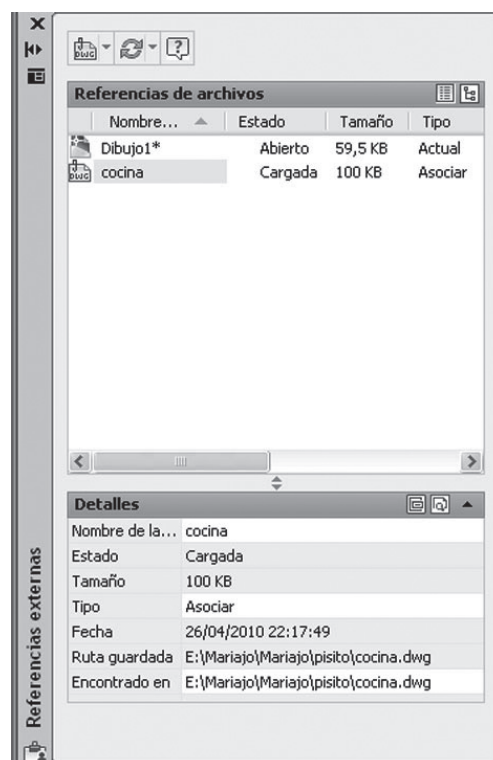 Referencias de archivos
Nombre... Estado Tamaño Tipo
Dibujo1* Abierto 59,5 KB Actual
cocina Cargada 100 KB Asociar
Detalles
Nombre de la... cocina
Estado Cargada
Tamaño 100 KB
Tipo Asociar
Fecha 26/04/2010 22:17:49
Ruta guardada E:\Mariajo\Mariajo\pisito\cocina.dwg
Encontrado en E:\Mariajo\Mariajo\pisito\cocina.dwg
Referencias externas